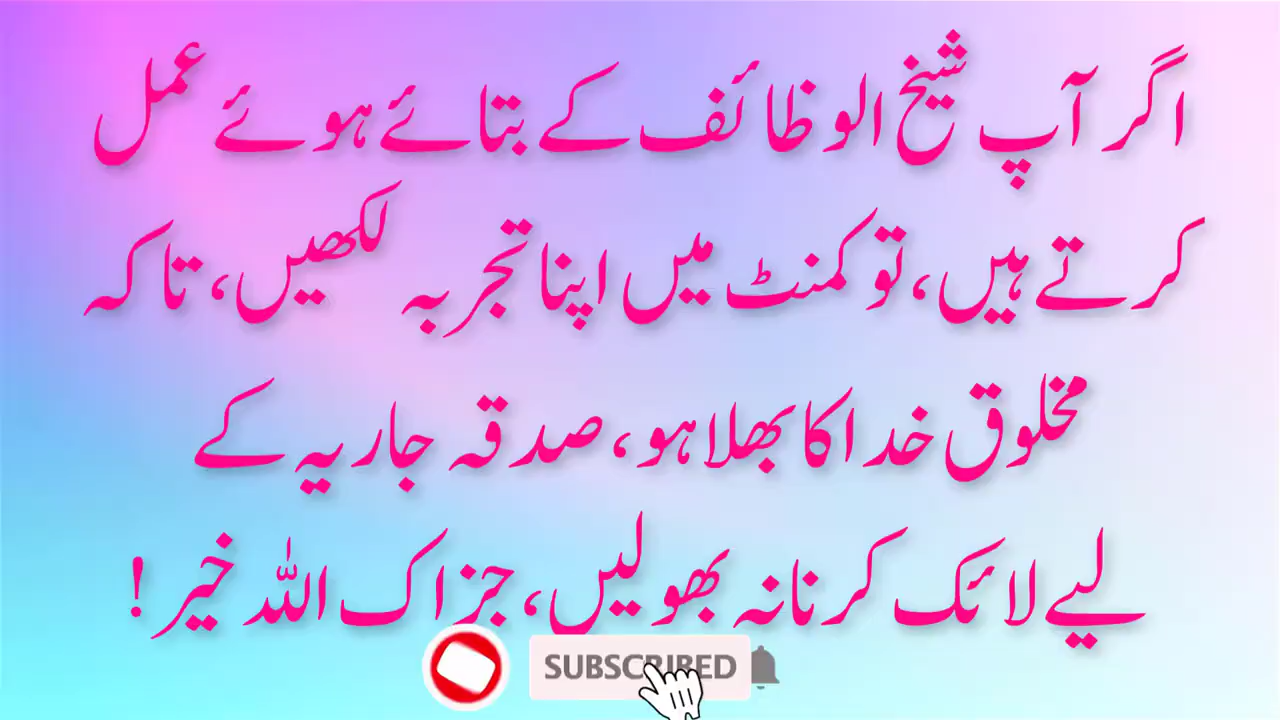 اگر آپ شیخ الوظائف کے بتائے ہوئے عمل
کرتے ہیں، تو کمنٹ میں اپنا تجربہ لکھیں، تاکہ
مخلوق خدا کا بھلا ہو، صدقہ جاریہ کے
لیے لائک کرنا نہ بھولیں، جزاک اللہ خیر!
SUBSCRIBED